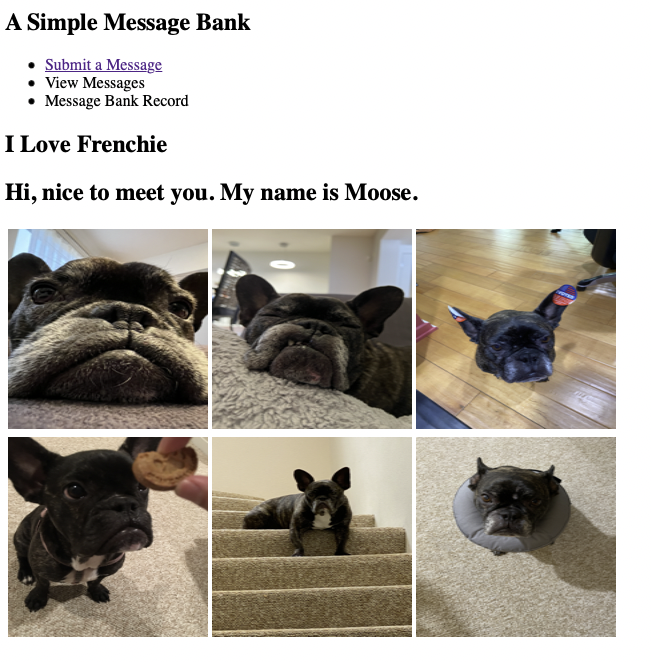 A Simple Message Bank
Submit a Message
View Messages
Message Bank Record
I Love Frenchie
Hi, nice to meet you. My name is Moose.